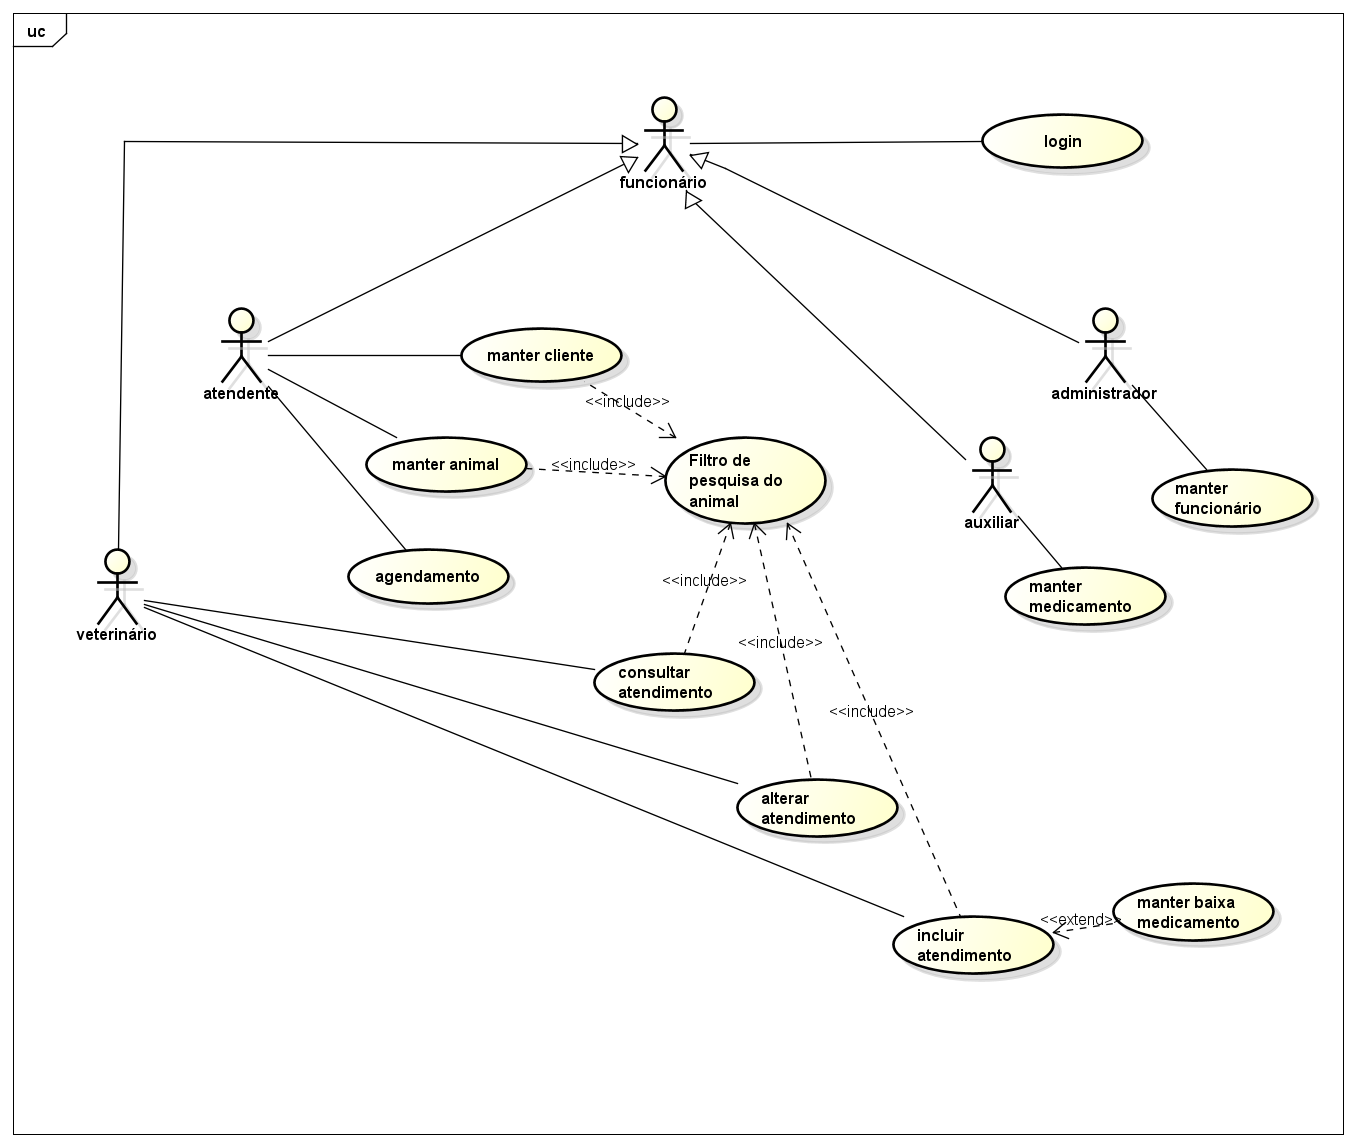 uc
login
funcionário
atendente
manter cliente
administrador
<<include>>
manter animal
<<include>>
Filtro de
pesquisa do
animal
auxiliar
manter
funcionário
agendamento
<<include>>
manter
medicamento
veterinário
<<include>>
consultar
atendimento
<<include>>
alterar
atendimento
manter baixa
medicamento
<<extend>>
incluir
atendimento